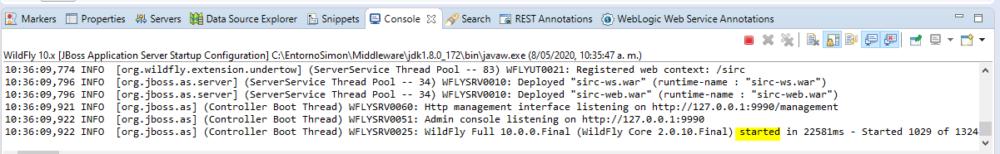 Markers Properties Servers Data Source Explorer Snippets Console Search REST Annotations WebLogic Web Service Annotations
WildFly 10.x [JBoss Application Server Startup Configuration] C:\EntornoSimon\Middleware\jdk1.8.0_172\bin\javaw.exe (8/05/2020, 10:35:47 a. m.)
10:36:09,774 INFO  [org.wildfly.extension.undertow] (ServerService Thread Pool -- 83) WFLYUT0021: Registered web context: /sirc
10:36:09,796 INFO  [org.jboss.as.server] (ServerService Thread Pool -- 34) WFLYSRV0010: Deployed "sirc-ws.war" (runtime-name : "sirc-ws.war")
10:36:09,796 INFO  [org.jboss.as.server] (ServerService Thread Pool -- 34) WFLYSRV0010: Deployed "sirc-web.war" (runtime-name : "sirc-web.war")
10:36:09,921 INFO  [org.jboss.as] (Controller Boot Thread) WFLYSRV0060: Http management interface listening on http://127.0.0.1:9990/management
10:36:09,922 INFO  [org.jboss.as] (Controller Boot Thread) WFLYSRV0051: Admin console listening on http://127.0.0.1:9990
10:36:09,922 INFO  [org.jboss.as] (Controller Boot Thread) WFLYSRV0025: WildFly Full 10.0.0.Final (WildFly Core 2.0.10.Final) started in 22581ms - Started 1029 of 1324